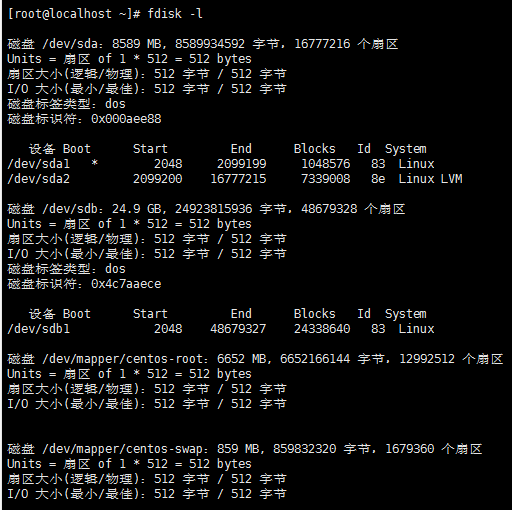 [root@localhost ~]# fdisk -l
磁盘 /dev/sda：8589 MB, 8589934592 字节，16777216 个扇区
Units = 扇区 of 1 * 512 = 512 bytes
扇区大小(逻辑/物理)：512 字节 / 512 字节
I/O 大小(最小/最佳)：512 字节 / 512 字节
磁盘标签类型：dos
磁盘标识符：0x000aee88
设备 Boot      Start         End      Blocks   Id  System
/dev/sda1   *        2048     2099199     1048576   83  Linux
/dev/sda2         2099200    16777215     7339008   8e  Linux LVM
磁盘 /dev/sdb：24.9 GB, 24923815936 字节，48679328 个扇区
Units = 扇区 of 1 * 512 = 512 bytes
扇区大小(逻辑/物理)：512 字节 / 512 字节
I/O 大小(最小/最佳)：512 字节 / 512 字节
磁盘标签类型：dos
磁盘标识符：0x4c7aaece
设备 Boot      Start         End      Blocks   Id  System
/dev/sdb1            2048    48679327    24338640   83  Linux
磁盘 /dev/mapper/centos-root：6652 MB, 6652166144 字节，12992512 个扇区
Units = 扇区 of 1 * 512 = 512 bytes
扇区大小(逻辑/物理)：512 字节 / 512 字节
I/O 大小(最小/最佳)：512 字节 / 512 字节
磁盘 /dev/mapper/centos-swap：859 MB, 859832320 字节，1679360 个扇区
Units = 扇区 of 1 * 512 = 512 bytes
扇区大小(逻辑/物理)：512 字节 / 512 字节
I/O 大小(最小/最佳)：512 字节 / 512 字节